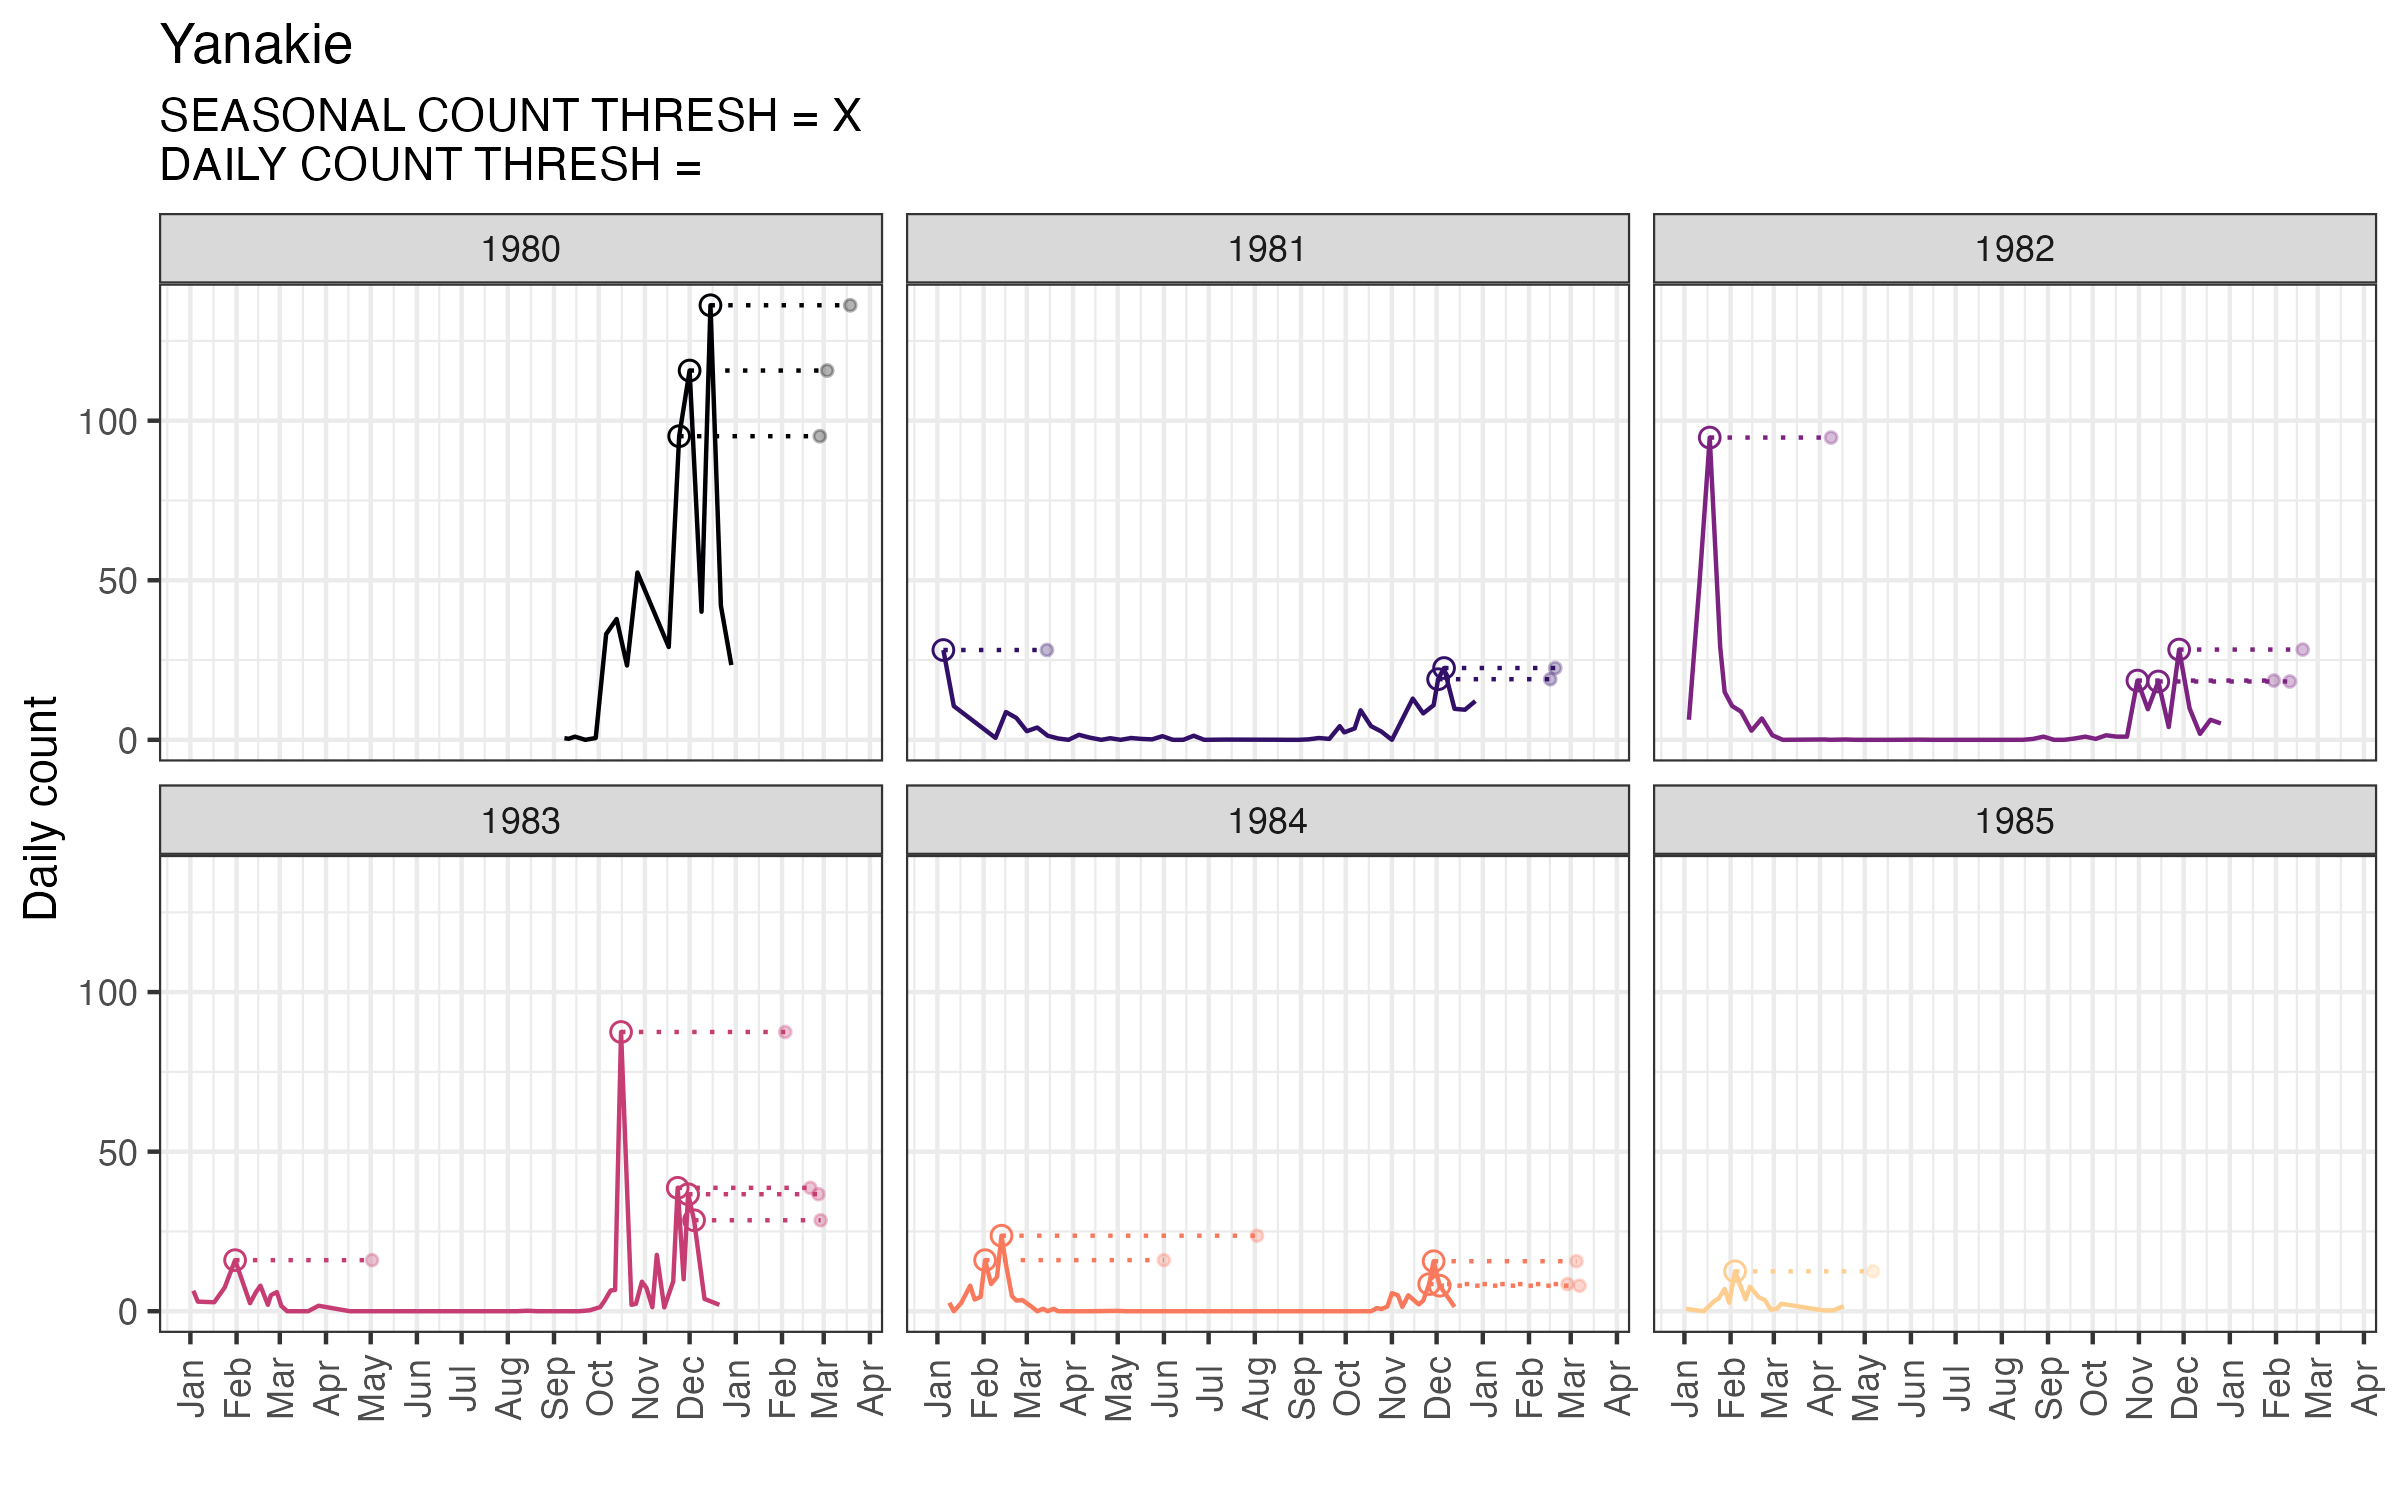 Yanakie
SEASONAL COUNT THRESH = X
DAILY COUNT THRESH =
1980 1981 1982
100
50
0
Daily count
1983 1984 1985
100
50
0
Jan Feb Mar Apr May Jun Jul Aug Sep Oct Nov Dec Jan Feb Mar Apr Jan Feb Mar Apr May Jun Jul Aug Sep Oct Nov Dec Jan Feb Mar Apr Jan Feb Mar Apr May Jun Jul Aug Sep Oct Nov Dec Jan Feb Mar Apr